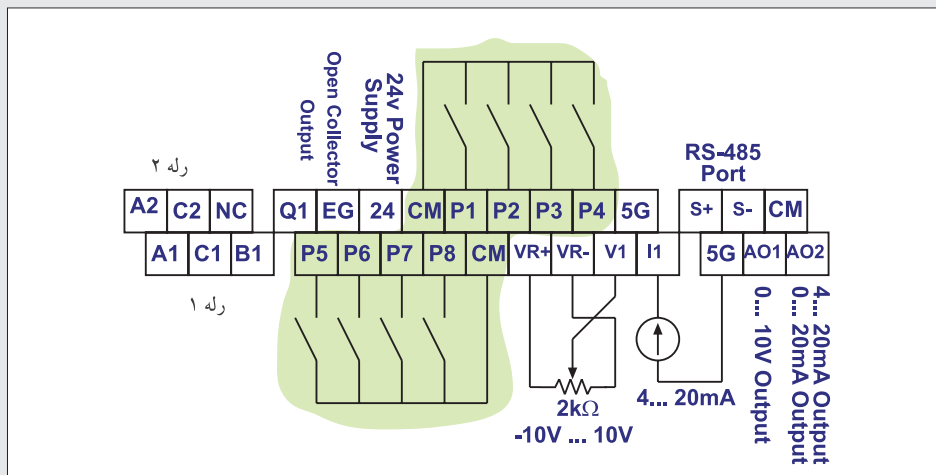 Open Collector
Output
24v Power
Supply
RS-485
Port
رله ۲
A2 C2 NC Q1 EG 24 CM P1 P2 P3 P4 5G S+ S- CM
A1 C1 B1 P5 P6 P7 P8 CM VR+ VR- V1 I1 5G AO1 AO2
رله ۱
2kΩ
-10V ... 10V
4... 20mA
0... 10V Output
0... 20mA Output
4... 20mA Output